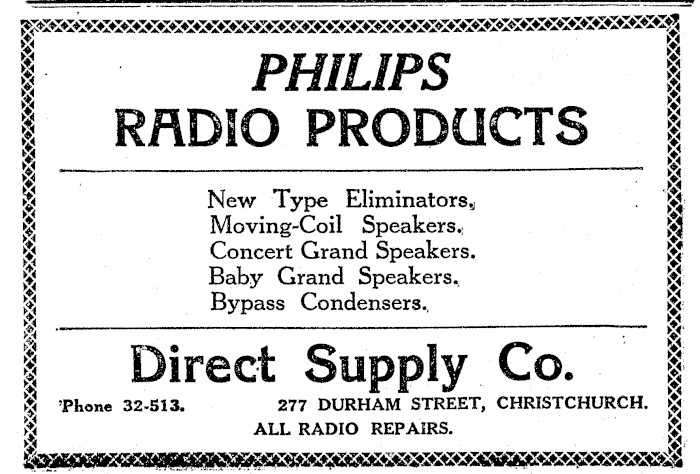 PHILIPS
RADIO PRODUCTS
New Type Eliminators.
Moving-Coil Speakers.
Concert Grand Speakers.
Baby Grand Speakers.
Bypass Condensers.
Direct Supply Co.
'Phone 32-513. 277 DURHAM STREET, CHRISTCHURCH.
ALL RADIO REPAIRS.